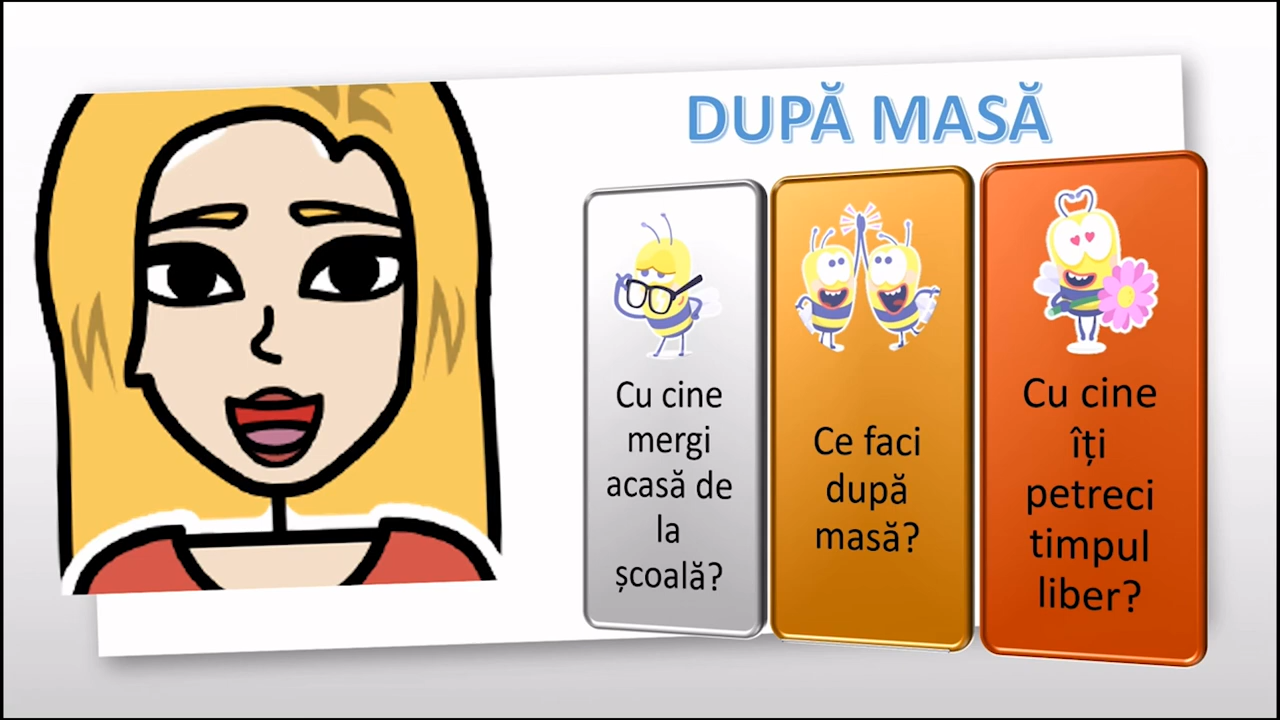 DUPĂ MASĂ
Cu cine
mergi
acasă de
la
școală?
Ce faci
după
masă?
Cu cine
îți
petreci
timpul
liber?